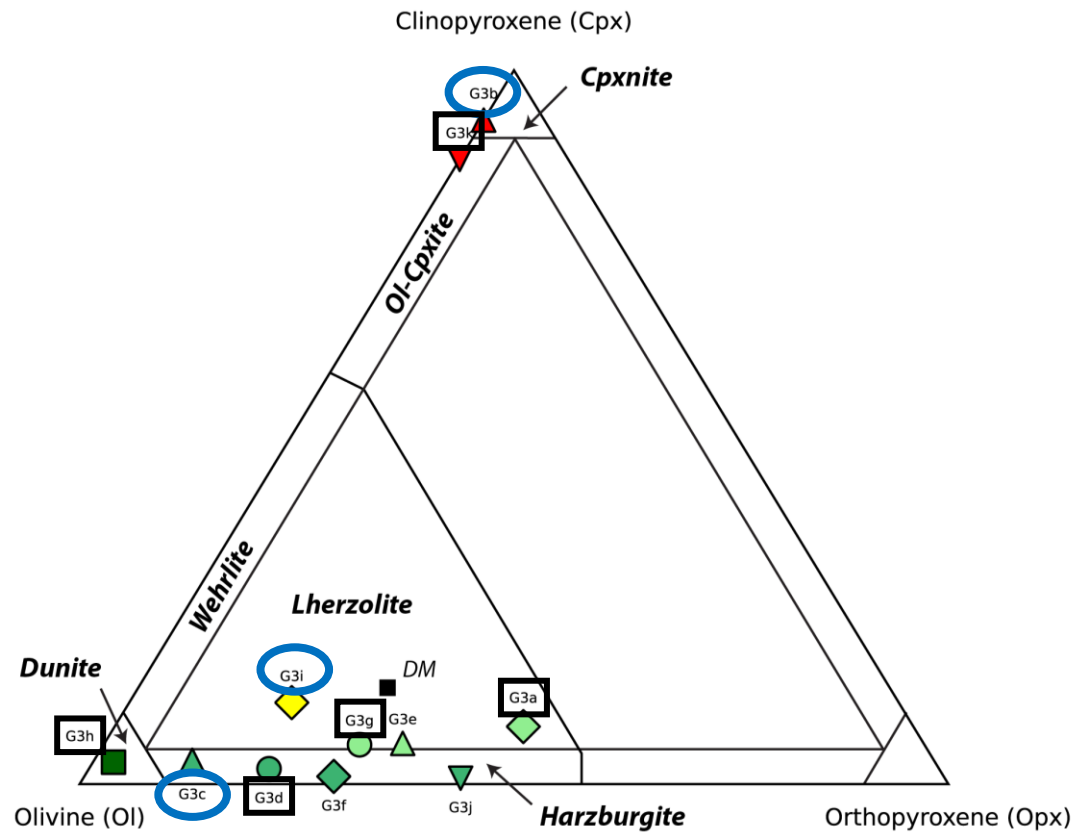 Clinopyroxene (Cpx)
Cpxnite
G3b
G3k
Ol-Cpxite
Wehrlite
Lherzolite
Dunite
DM
G3i
G3a
G3g
G3e
G3h
G3c
G3d
G3f
G3j
Harzburgite
Olivine (Ol)
Orthopyroxene (Opx)